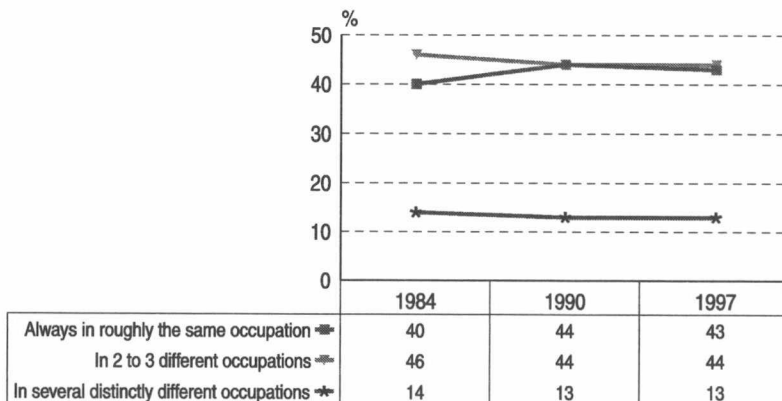 %
50
40
30
20
10
0
1984 1990 1997
Always in roughly the same occupation 40 44 43
In 2 to 3 different occupations 46 44 44
In several distinctly different occupations 14 13 13